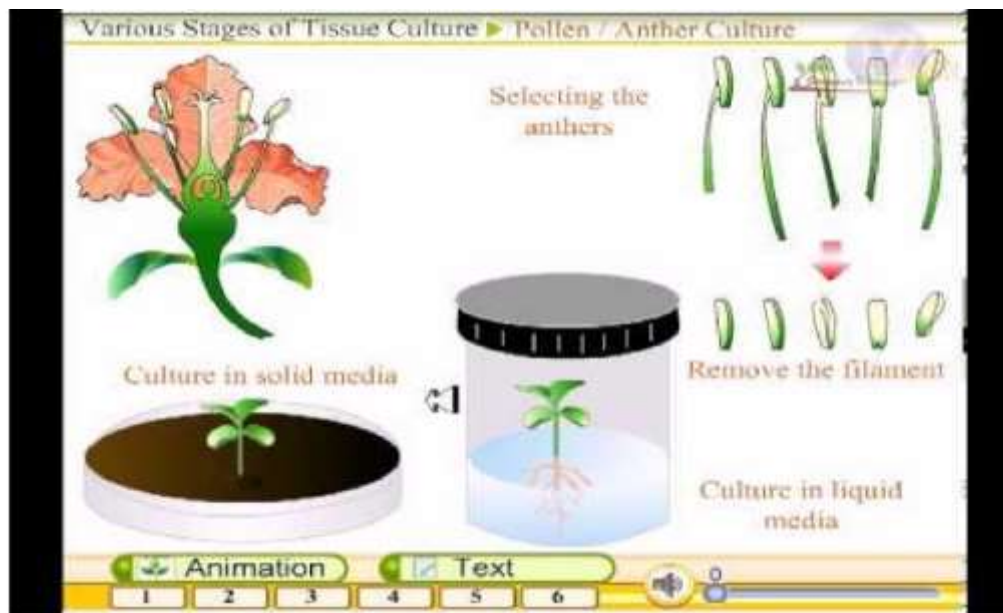 Various Stages of Tissue Culture ▶ Pollen / Anther Culture
Selecting the
anthers
Remove the filament
Culture in solid media
Culture in liquid
media
Animation
Text
0
1 2 3 4 5 6